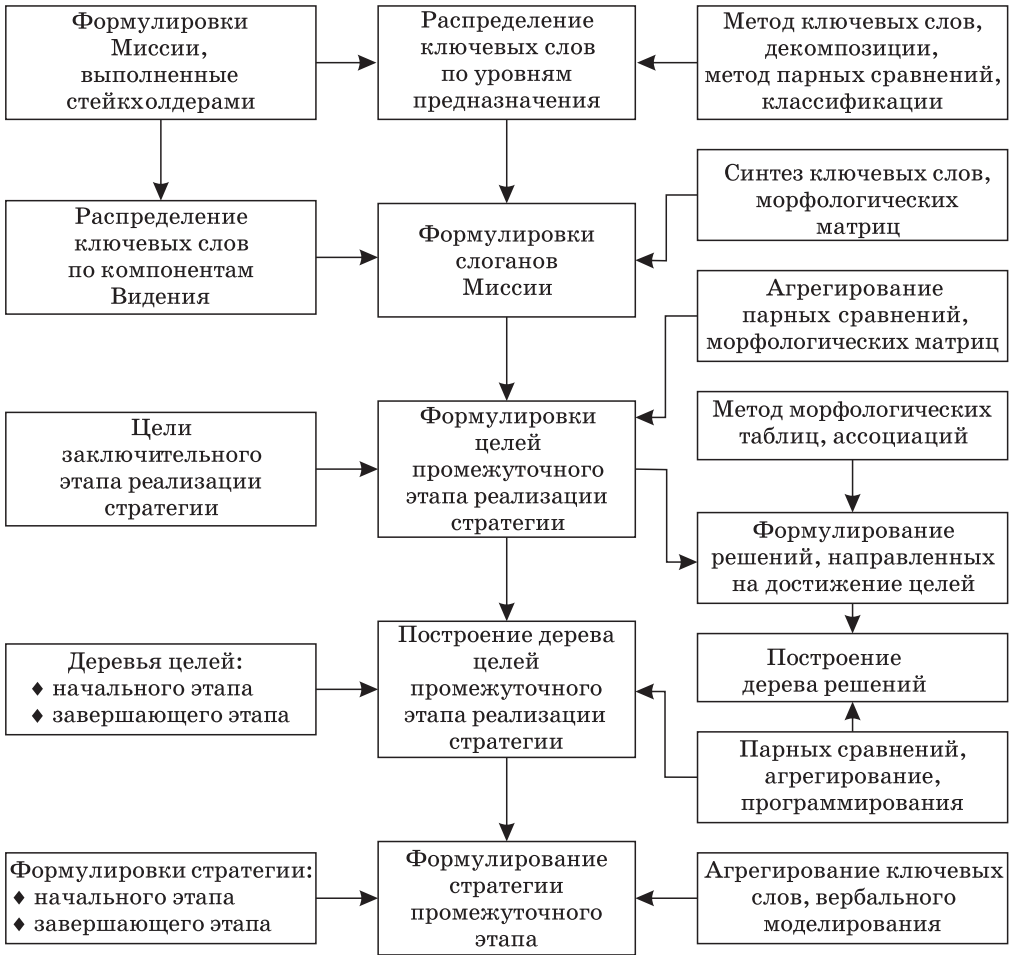 Формулировки
Миссии,
выполненные
стейкхолдерами
Распределение
ключевых слов
по уровням
предназначения
Метод ключевых слов,
декомпозиции,
метод парных сравнений,
классификации
Синтез ключевых слов,
морфологических
матриц
Распределение
ключевых слов
по компонентам
Видения
Формулировки
слоганов
Миссии
Агрегирование
парных сравнений,
морфологических матриц
Цели
заключительного
этапа реализации
стратегии
Формулировки
целей
промежуточного
этапа реализации
стратегии
Метод морфологических
таблиц, ассоциаций
Формулирование
решений, направленных
на достижение целей
Деревья целей:
♦ начального этапа
♦ завершающего этапа
Построение дерева
целей
промежуточного
этапа реализации
стратегии
Построение
дерева решений
Парных сравнений,
агрегирование,
программирования
Формулировки стратегии:
♦ начального этапа
♦ завершающего этапа
Формулирование
стратегии
промежуточного
этапа
Агрегирование ключевых
слов, вербального
моделирования